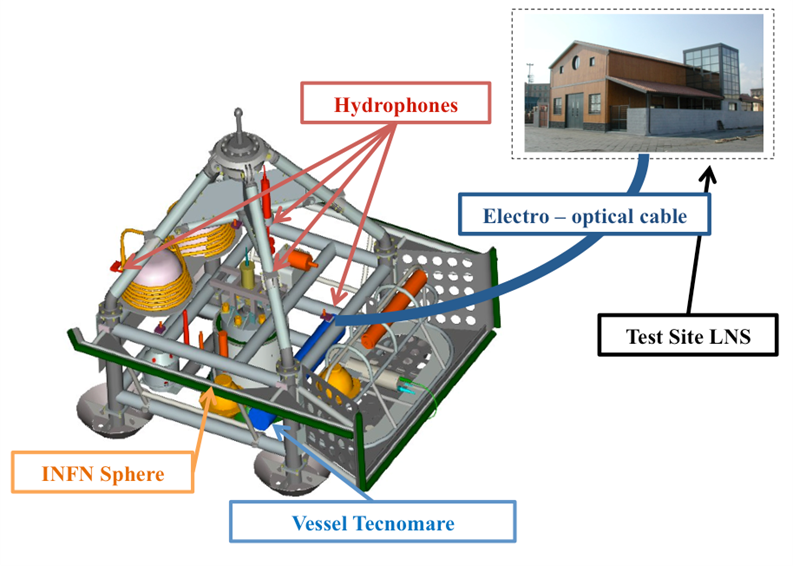 Hydrophones
Electro – optical cable
Test Site LNS
INFN Sphere
Vessel Tecnomare